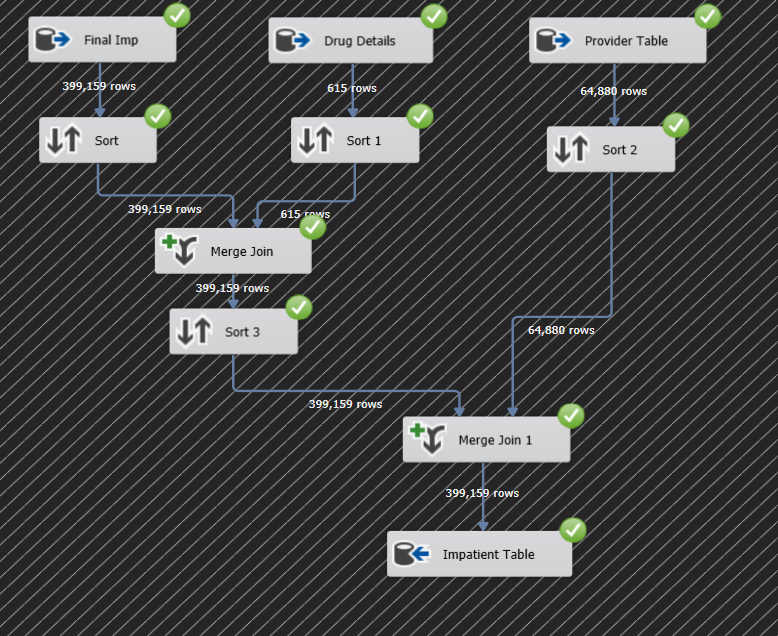 Final Imp
Drug Details
Provider Table
399,159 rows
615 rows
64,880 rows
Sort
Sort 1
Sort 2
399,159 rows
615 rows
Merge Join
399,159 rows
Sort 3
64,880 rows
399,159 rows
Merge Join 1
399,159 rows
Impatient Table